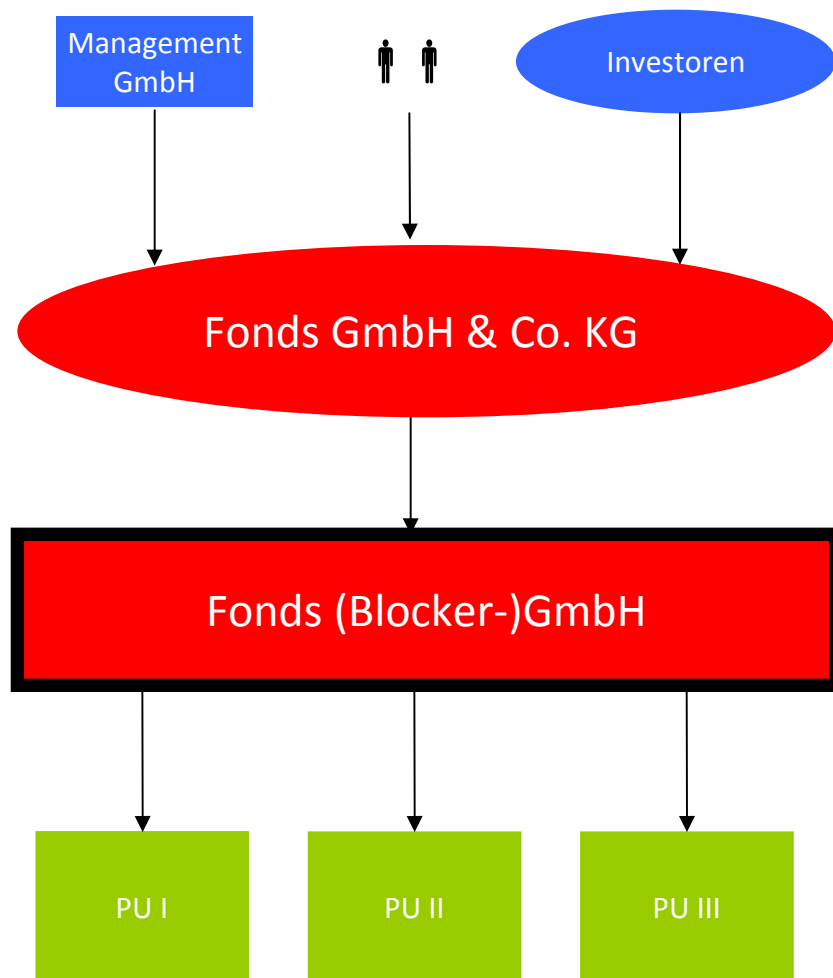 Management
GmbH
Investoren
Fonds GmbH & Co. KG
Fonds (Blocker-)GmbH
PU I
PU II
PU III